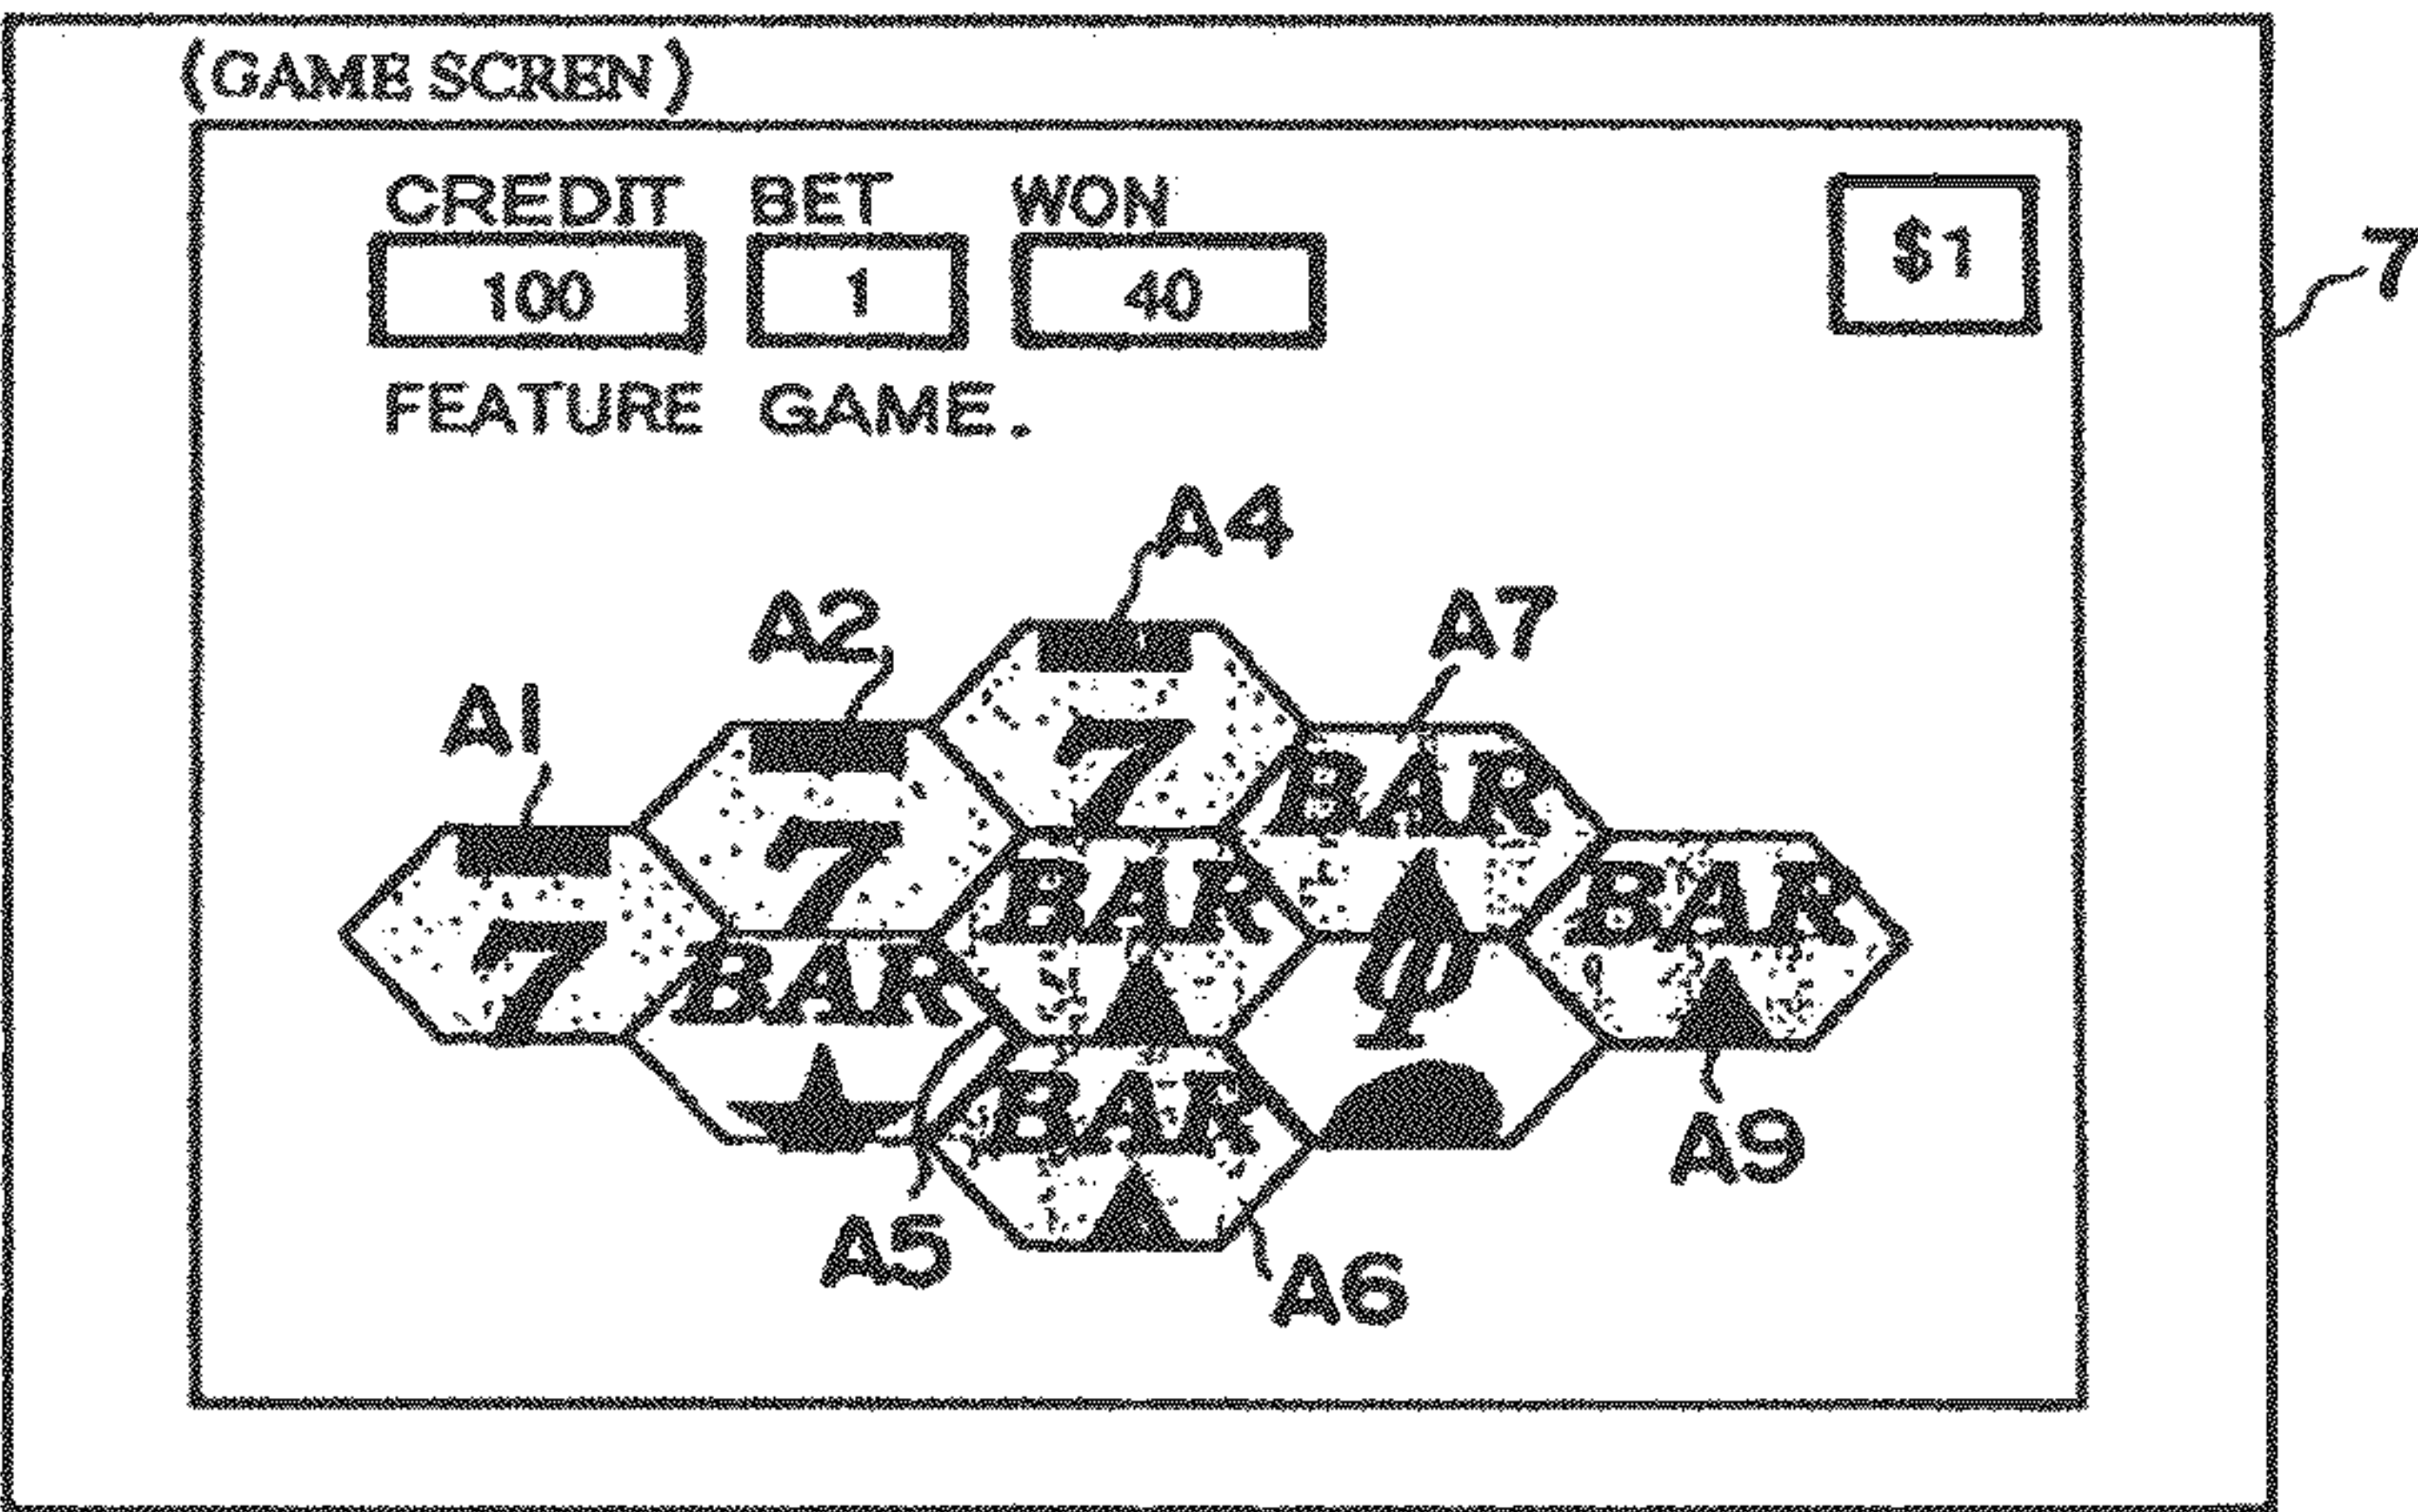 (GAME SCREN)
CREDIT BET WON
100 1 40 $1
7
FEATURE GAME.
A4
A2 A7
A1
7 BAR
7 BAR BAR
7 BAR φ
BAR
A9
A5 A6